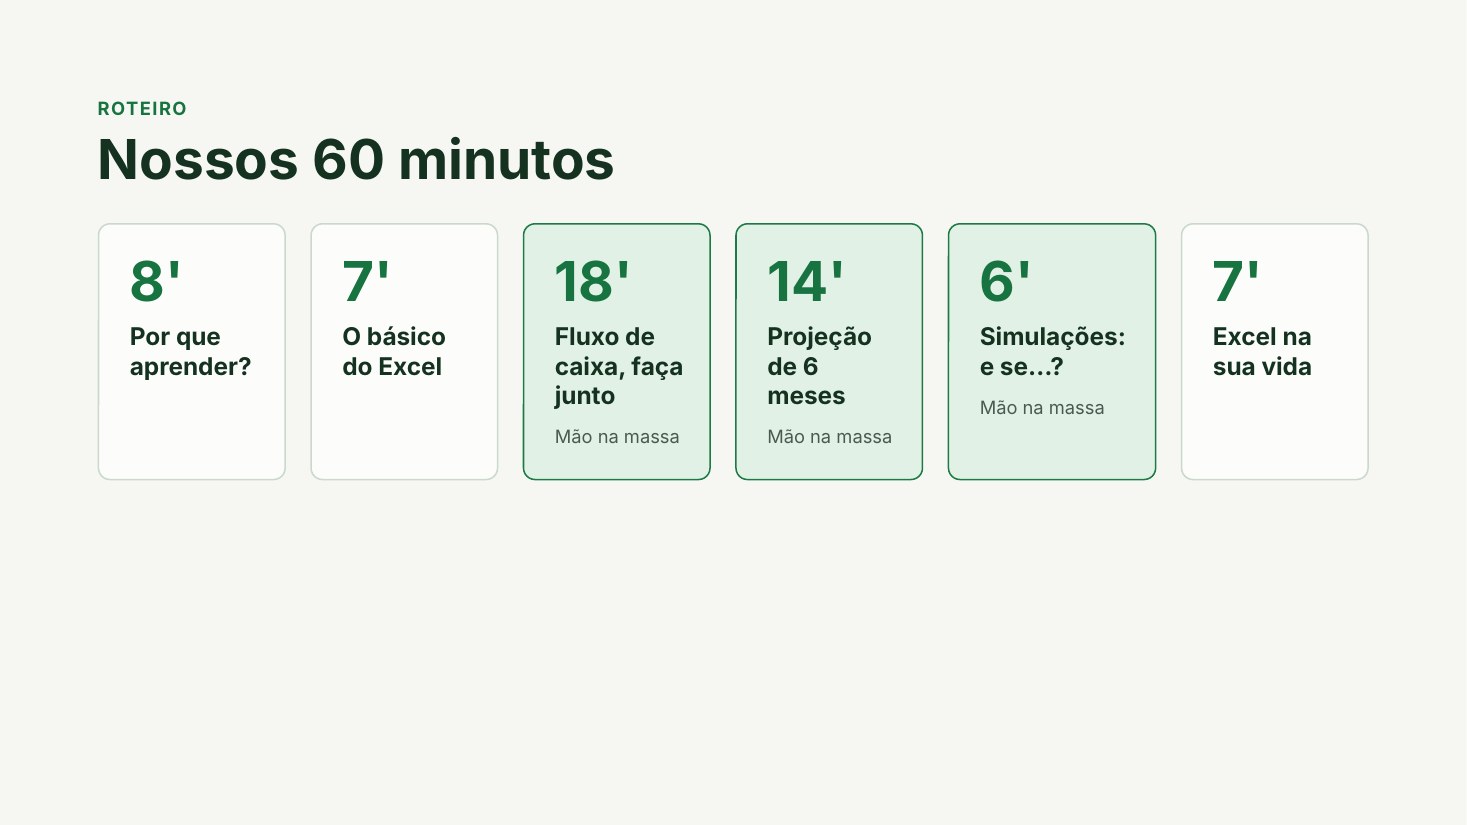 ROTEIRO
Nossos 60 minutos
8'
Por que
aprender?
7'
O básico
do Excel
18'
Fluxo de
caixa, faça
junto
Mão na massa
14'
Projeção
de 6
meses
Mão na massa
6'
Simulações:
e se...?
Mão na massa
7'
Excel na
sua vida